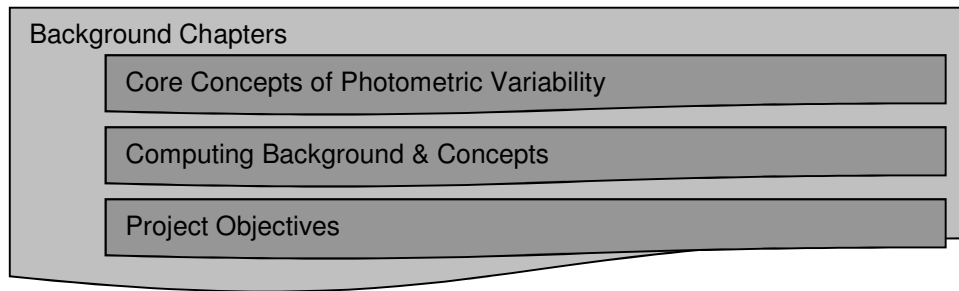 Background Chapters
Core Concepts of Photometric Variability
Computing Background & Concepts
Project Objectives